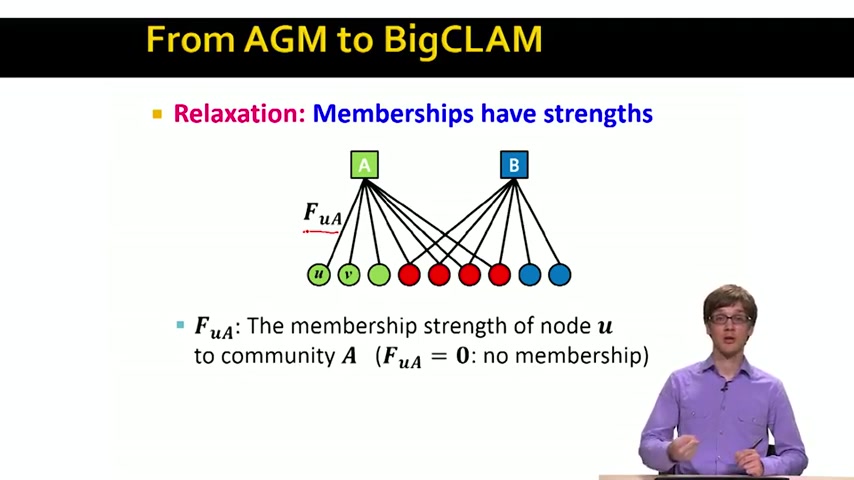 From AGM to BigCLAM
Relaxation: Memberships have strengths
A B
F_uA
u v
F_uA: The membership strength of node u
to community A (F_uA = 0: no membership)